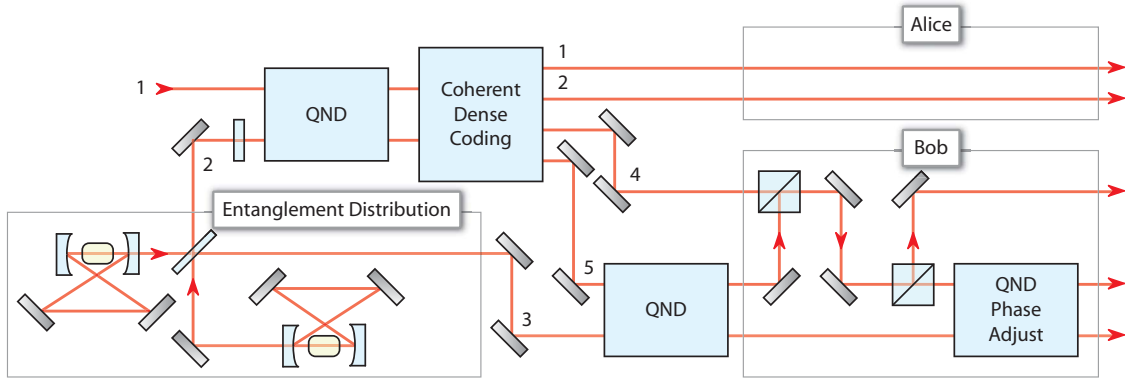 Alice
1
1
2
QND
Coherent
Dense
Coding
2
4
Bob
Entanglement Distribution
5
3
QND
QND
Phase
Adjust